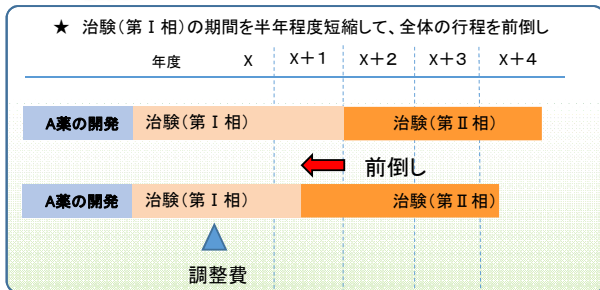 ★ 治験(第Ⅰ相)の期間を半年程度短縮して、全体の行程を前倒し
年度 X X+1 X+2 X+3 X+4
A薬の開発 治験(第Ⅰ相) 治験(第Ⅱ相)
前倒し
A薬の開発 治験(第Ⅰ相) 治験(第Ⅱ相)
調整費